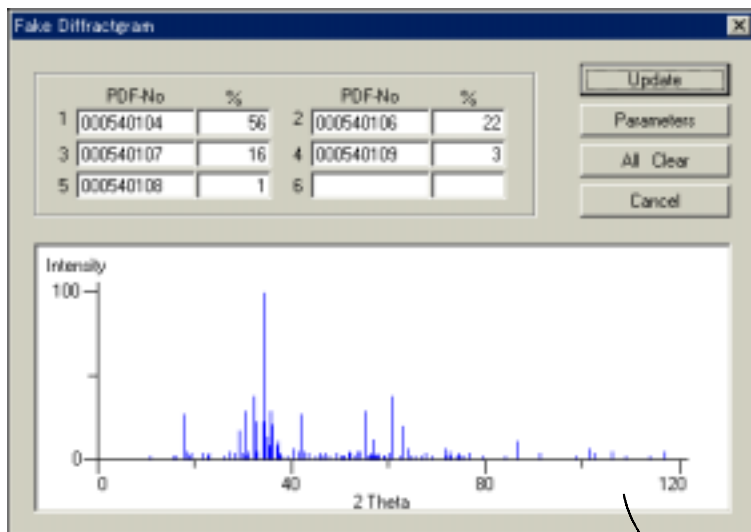 Fake Diffractgram
PDF-No % PDF-No %
1 000540104 56 2 000540106 22
3 000540107 16 4 000540109 3
5 000540108 1 6
Update
Parameters
All Clear
Cancel
Intensity
100
0
0 40 80 120
2 Theta